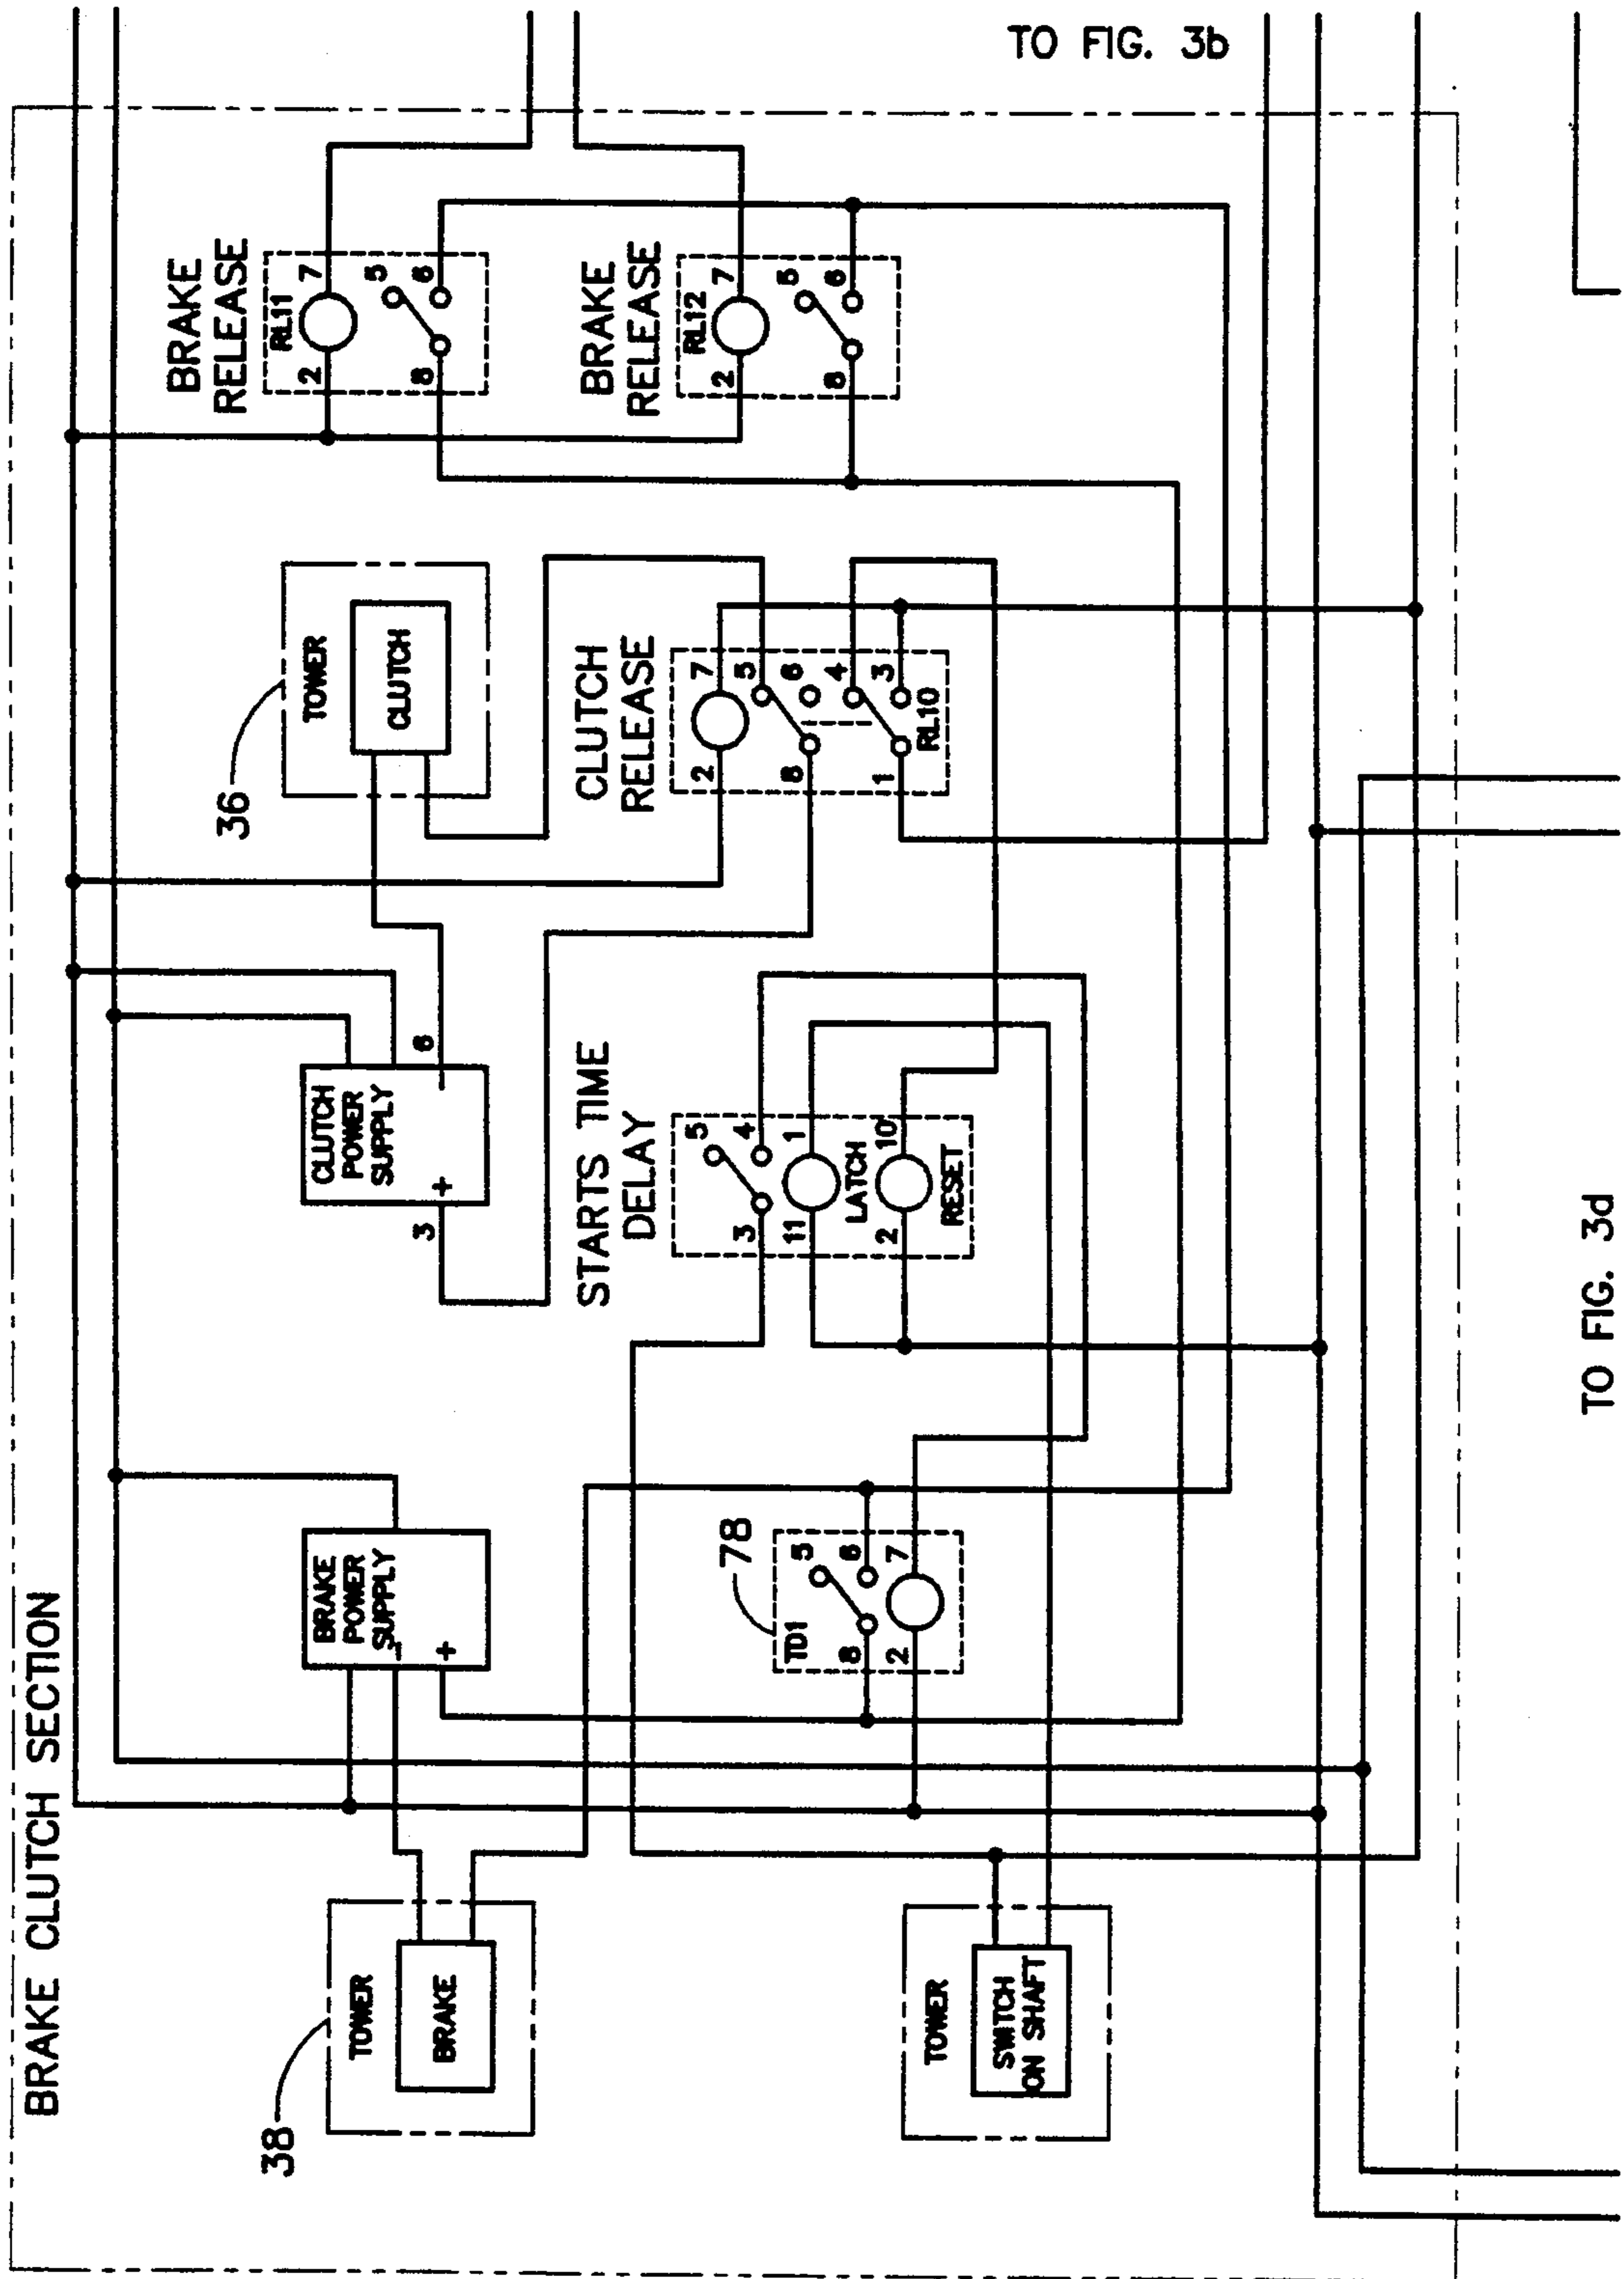 BRAKE CLUTCH SECTION
38
TOWER
BRAKE
BRAKE
POWER
SUPPLY
-
+
CLUTCH
POWER
SUPPLY
3
+
-
6
36
TOWER
CLUTCH
BRAKE
RELEASE
RL11
2
7
5
8
6
BRAKE
RELEASE
RL12
2
7
5
8
6
CLUTCH
RELEASE
2
7
5
8
6
4
1
3
RL10
STARTS TIME
DELAY
5
3
4
11
1
LATCH
2
10
RESET
78
TD1
5
8
6
2
7
TOWER
SWITCH
ON SHAFT
TO FIG. 3b
TO FIG. 3d